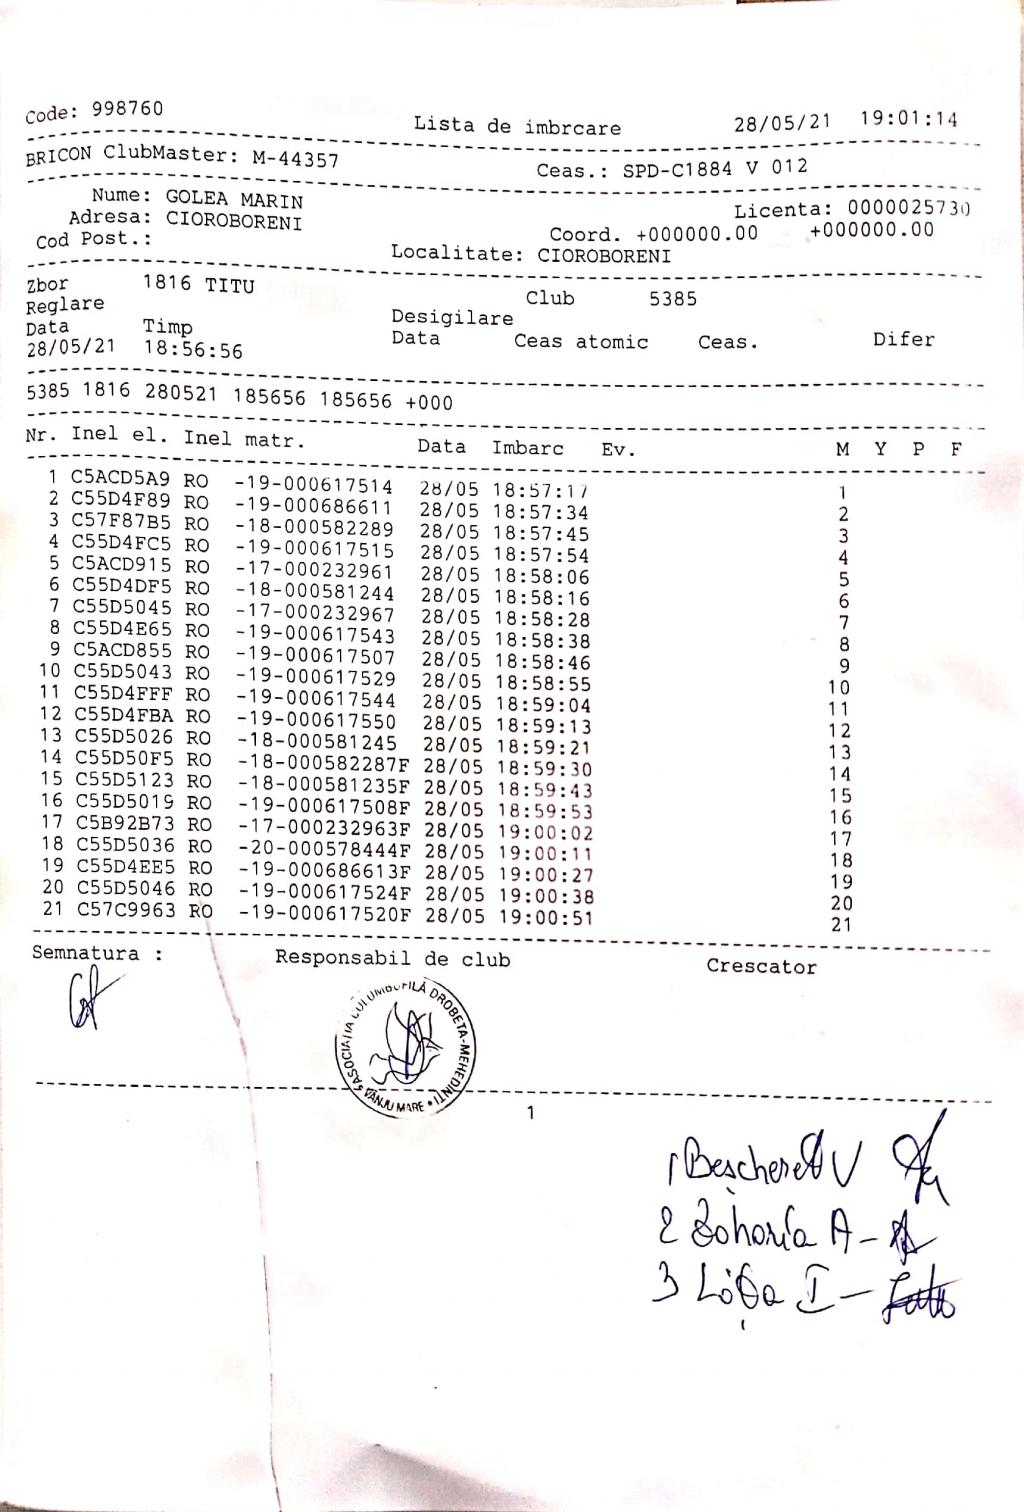 Code: 998760 Lista de imbrcare 28/05/21 19:01:14
BRICON ClubMaster: M-44357 Ceas.: SPD-C1884 V 012
Nume: GOLEA MARIN Licenta: 0000025730
Adresa: CIOROBORENI Coord. +000000.00 +000000.00
Cod Post.: Localitate: CIOROBORENI
Zbor 1816 TITU Club 5385
Reglare Desigilare
Data Timp Data Ceas atomic Ceas. Difer
28/05/21 18:56:56
5385 1816 280521 185656 185656 +000
Nr. Inel el. Inel matr. Data Imbarc Ev. M Y P F
1 C5ACD5A9 RO -19-000617514 28/05 18:57:17 1
2 C55D4F89 RO -19-000686611 28/05 18:57:34 2
3 C57F87B5 RO -18-000582289 28/05 18:57:45 3
4 C55D4FC5 RO -19-000617515 28/05 18:57:54 4
5 C5ACD915 RO -17-000232961 28/05 18:58:06 5
6 C55D4DF5 RO -18-000581244 28/05 18:58:16 6
7 C55D5045 RO -17-000232967 28/05 18:58:28 7
8 C55D4E65 RO -19-000617543 28/05 18:58:38 8
9 C5ACD855 RO -19-000617507 28/05 18:58:46 9
10 C55D5043 RO -19-000617529 28/05 18:58:55 10
11 C55D4FFF RO -19-000617544 28/05 18:59:04 11
12 C55D4FBA RO -19-000617550 28/05 18:59:13 12
13 C55D5026 RO -18-000581245 28/05 18:59:21 13
14 C55D50F5 RO -18-000582287F 28/05 18:59:30 14
15 C55D5123 RO -18-000581235F 28/05 18:59:43 15
16 C55D5019 RO -19-000617508F 28/05 18:59:53 16
17 C5B92B73 RO -17-000232963F 28/05 19:00:02 17
18 C55D5036 RO -20-000578444F 28/05 19:00:11 18
19 C55D4EE5 RO -19-000686613F 28/05 19:00:27 19
20 C55D5046 RO -19-000617524F 28/05 19:00:38 20
21 C57C9963 RO -19-000617520F 28/05 19:00:51 21
Semnatura : Responsabil de club Crescator
ASOCIAȚIA COLUMBOFILĂ DROBETA-MEHEDINȚI
VÂNJU MARE
1
1 V
2 A -
3 I -